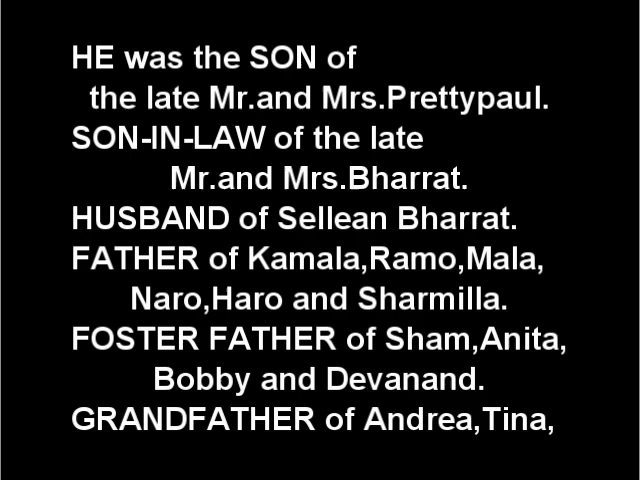 HE was the SON of
the late Mr.and Mrs.Prettypaul.
SON-IN-LAW of the late
Mr.and Mrs.Bharrat.
HUSBAND of Sellean Bharrat.
FATHER of Kamala,Ramo,Mala,
Naro,Haro and Sharmilla.
FOSTER FATHER of Sham,Anita,
Bobby and Devanand.
GRANDFATHER of Andrea,Tina,